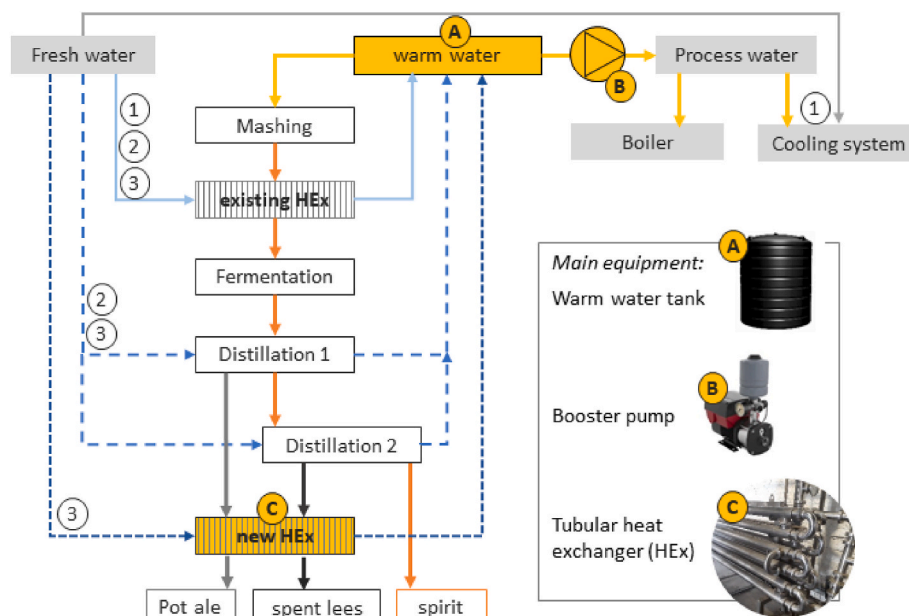 A
Fresh water
warm water
B
Process water
1
2
3
Mashing
Boiler
1
Cooling system
existing HEx
Fermentation
2
3
Distillation 1
Distillation 2
3
C
new HEx
Pot ale
spent lees
spirit
A
Main equipment:
Warm water tank
B
Booster pump
C
Tubular heat
exchanger (HEx)